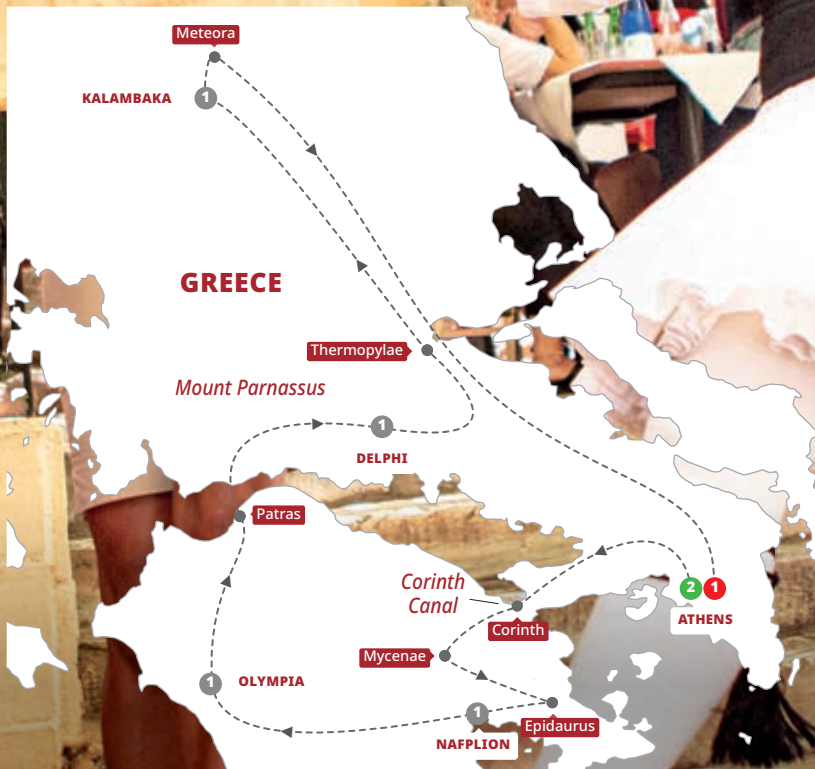 Meteora
KALAMBAKA
1
GREECE
Thermopylae
Mount Parnassus
1
DELPHI
Patras
Corinth
Canal
2
1
ATHENS
Corinth
Mycenae
1
OLYMPIA
1
Epidaurus
NAFPLION